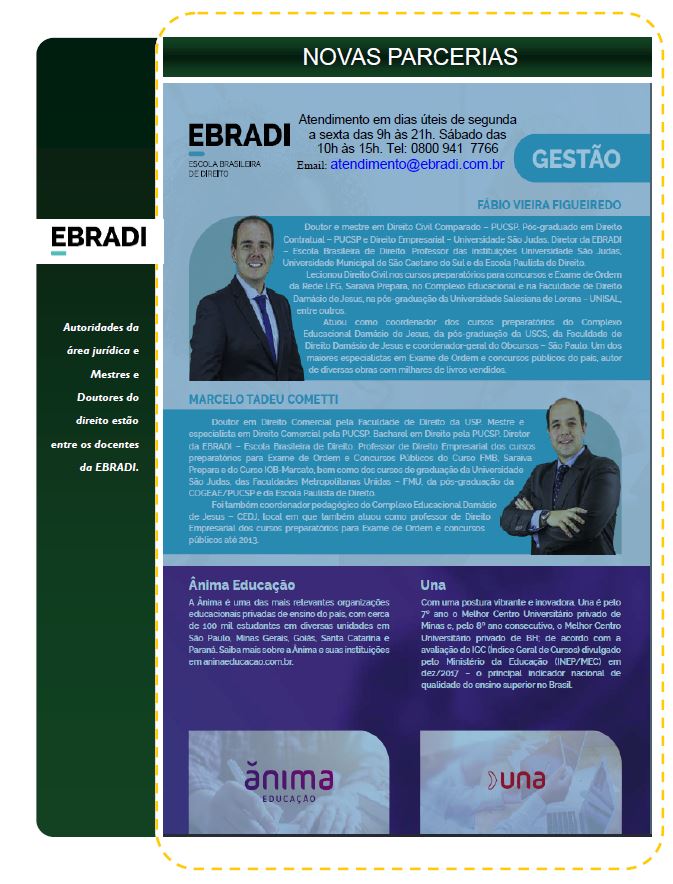 NOVAS PARCERIAS
EBRADI
ESCOLA BRASILEIRA
DE DIREITO
Atendimento em dias úteis de segunda
a sexta das 9h às 21h. Sábado das
10h às 15h. Tel: 0800 941 7766
Email: atendimento@ebradi.com.br
GESTÃO
EBRADI
Autoridades da
área jurídica e
Mestres e
Doutores do
direito estão
entre os docentes
da EBRADI.
FÁBIO VIEIRA FIGUEIREDO
Doutor e mestre em Direito Civil Comparado – PUCSP. Pós-graduado em Direito
Contratual – PUCSP e Direito Empresarial – Universidade São Judas. Diretor da EBRADI
– Escola Brasileira de Direito. Professor das instituições Universidade São Judas,
Universidade Municipal de São Caetano do Sul e da Escola Paulista de Direito.
Lecionou Direito Civil nos cursos preparatórios para concursos e Exame de Ordem
da Rede LFG, Saraiva Prepara, no Complexo Educacional e na Faculdade de Direito
Damásio de Jesus, na pós-graduação da Universidade Salesiana de Lorena – UNISAL,
entre outros.
Atuou como coordenador dos cursos preparatórios do Complexo
Educacional Damásio de Jesus, da pós-graduação da USCS, da Faculdade de
Direito Damásio de Jesus e coordenador-geral do Obcursos – São Paulo. Um dos
maiores especialistas em Exame de Ordem e concursos públicos do país, autor
de diversas obras com milhares de livros vendidos.
MARCELO TADEU COMETTI
Doutor em Direito Comercial pela Faculdade de Direito da USP. Mestre e
especialista em Direito Comercial pela PUCSP. Bacharel em Direito pela PUCSP. Diretor
da EBRADI – Escola Brasileira de Direito. Professor de Direito Empresarial dos cursos
preparatórios para Exame de Ordem e Concursos Públicos do Curso FMB, Saraiva
Prepara e do Curso IOB-Marcato, bem como dos cursos de graduação da Universidade
São Judas, das Faculdades Metropolitanas Unidas – FMU, da pós-graduação da
COGEAE/PUCSP e da Escola Paulista de Direito.
Foi também coordenador pedagógico do Complexo Educacional Damásio
de Jesus – CEDJ, local em que também atuou como professor de Direito
Empresarial dos cursos preparatórios para Exame de Ordem e concursos
públicos até 2013.
Ânima Educação
A Ânima é uma das mais relevantes organizações
educacionais privadas de ensino do país, com cerca
de 100 mil estudantes em diversas unidades em
São Paulo, Minas Gerais, Goiás, Santa Catarina e
Paraná. Saiba mais sobre a Ânima e suas instituições
em aninaeducacao.com.br.
Una
Com uma postura vibrante e inovadora, Una é pelo
7º ano o Melhor Centro Universitário privado de
Minas e, pelo 8º ano consecutivo, o Melhor Centro
Universitário privado de BH; de acordo com a
avaliação do IGC (Índice Geral de Cursos) divulgado
pelo Ministério da Educação (INEP/MEC) em
dez/2017 – o principal indicador nacional de
qualidade do ensino superior no Brasil.
ănima
EDUCAÇÃO
una